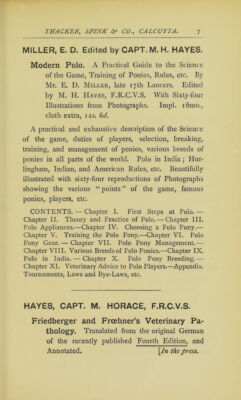 THACKER, SPINK & CO., CALCUTTA. 7
MILLER, E. D. Edited by CAPT. M. H. HAYES.
Modern Polo. A Practical Guide to the Science
of the Game, Training of Ponies, Rules, etc. By
Mr. E. D. MILLER, late 17th Lancers. Edited
by M. H. HAYES, F.R.C.V.S. With Sixty-four
Illustrations from Photographs. Impl. 16mo.,
cloth extra, 12s. 6d.
A practical and exhaustive description of the Science
of the game, duties of players, selection, breaking,
training, and management of ponies, various breeds of
ponies in all parts of the world. Polo in India; Hur-
lingham, Indian, and American Rules, etc. Beautifully
illustrated with sixty-four reproductions of Photographs
showing the various "points" of the game, famous
ponies, players, etc.
CONTENTS.—Chapter I. First Steps at Polo.—
Chapter II. Theory and Practice of Polo.—Chapter III.
Polo Appliances.—Chapter IV. Choosing a Polo Pony.—
Chapter V. Training the Polo Pony.—Chapter VI. Polo
Pony Gear.—Chapter VII. Polo Pony Management.—
Chapter VIII. Various Breeds of Polo Ponies.—Chapter IX.
Polo in India.—Chapter X. Polo Pony Breeding.—
Chapter XI. Veterinary Advice to Polo Players.—Appendix.
Tournaments, Laws and Bye-Laws, etc.
HAYES, CAPT. M. HORACE, F.R.C.V.S.
Friedberger and Frœhner's Veterinary Pa-
thology. Translated from the original German
of the recently published Fourth Edition, and
Annotated. [In the press.